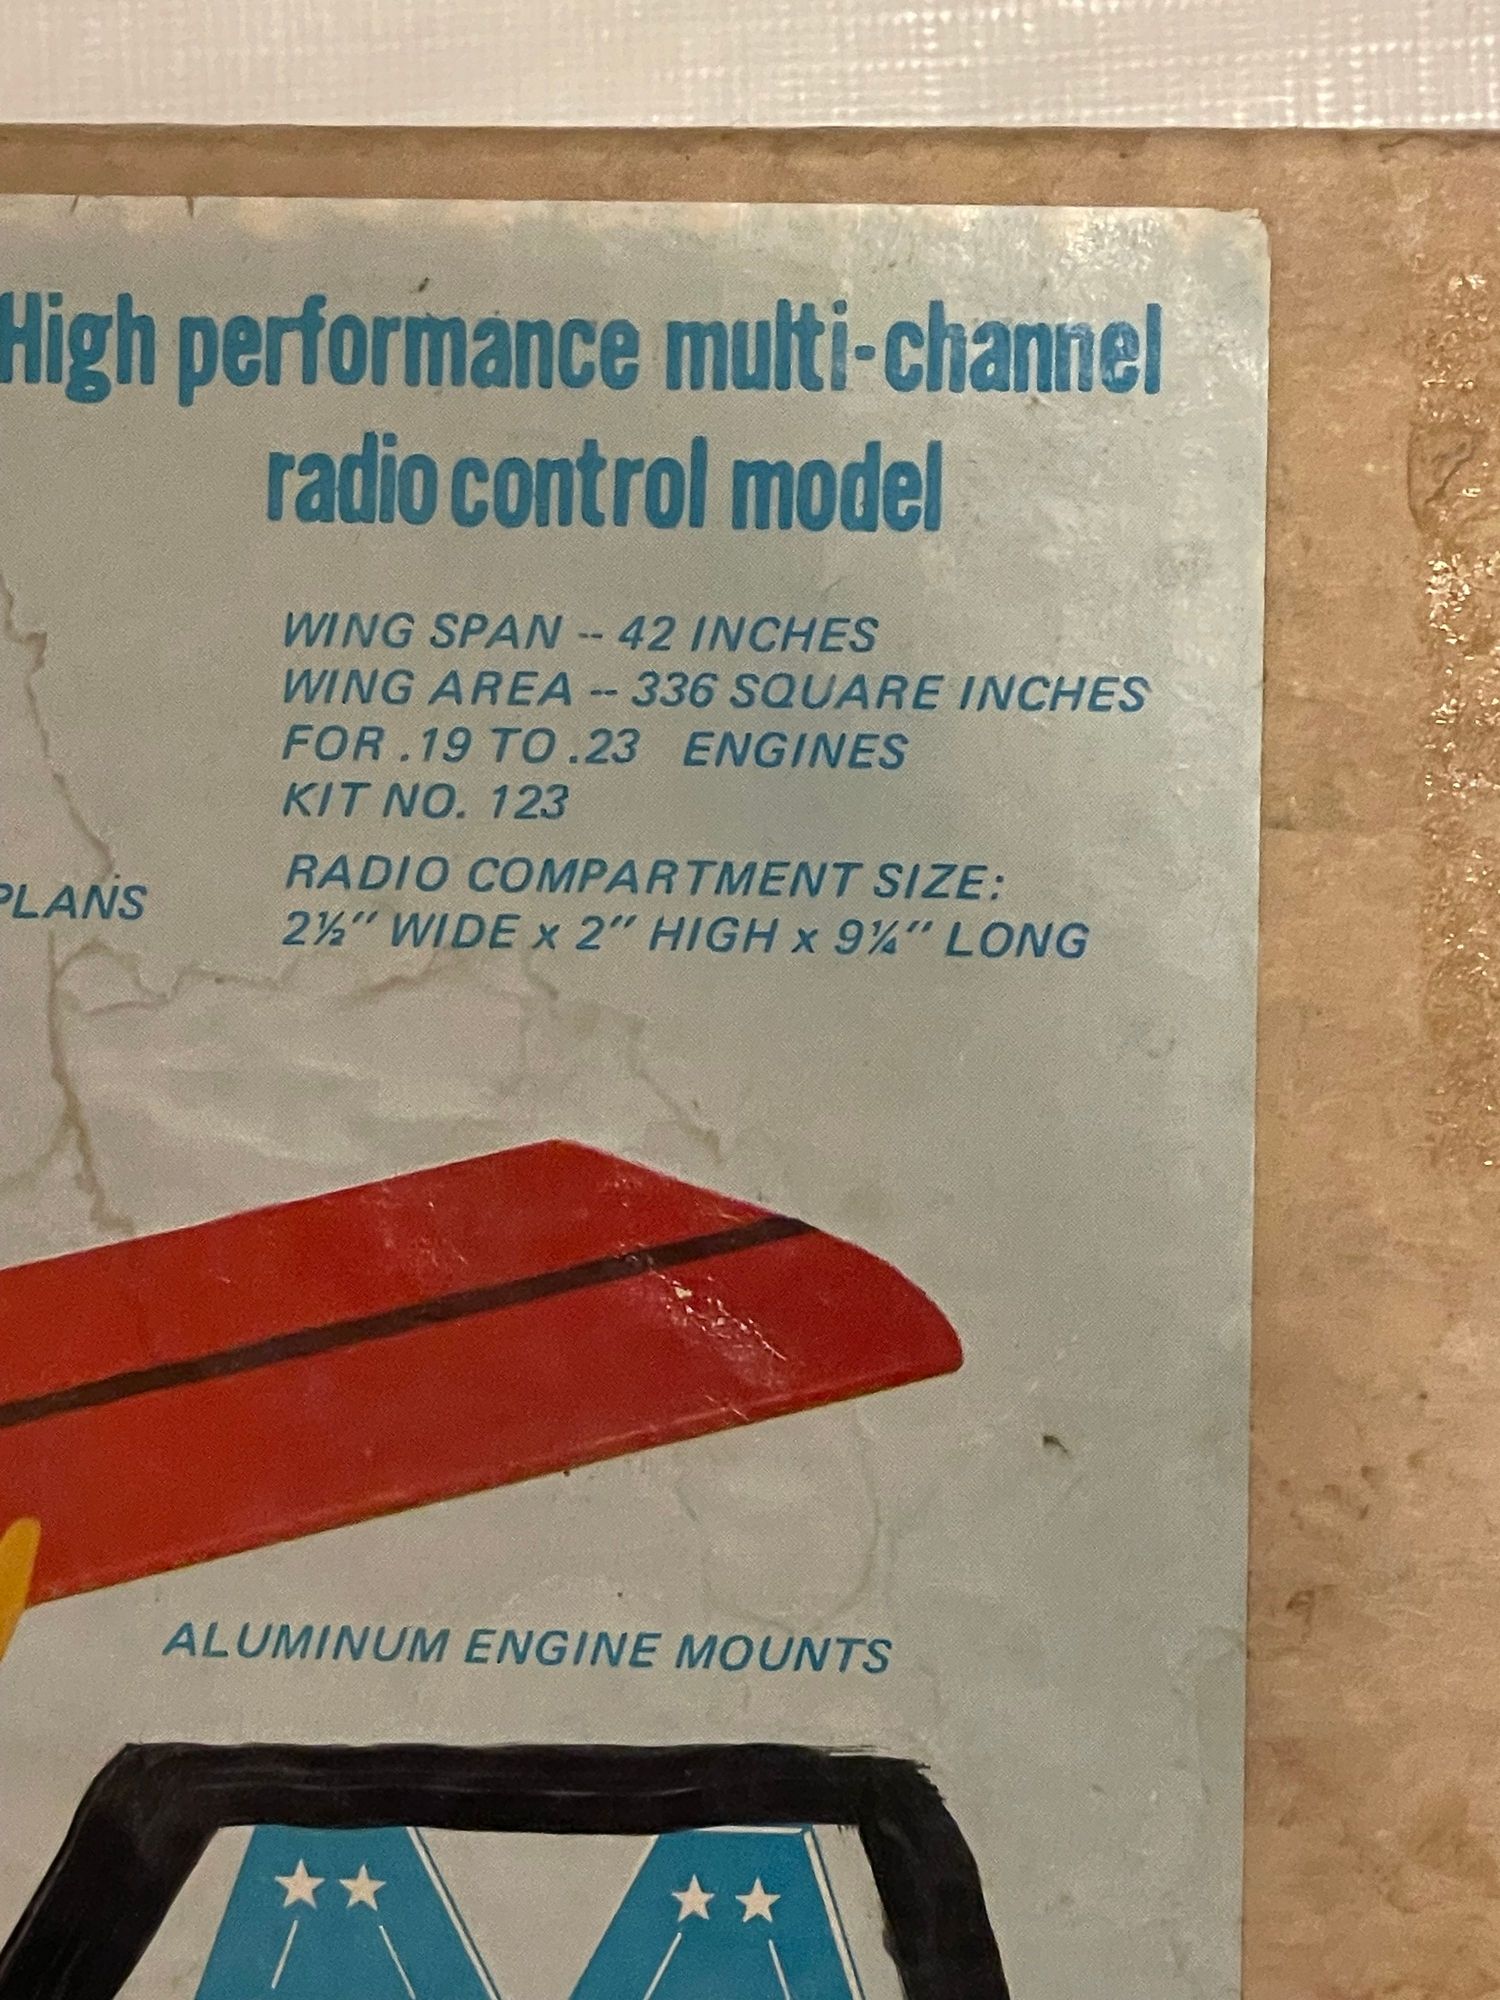 High performance multi-channel
radio control model
WING SPAN -- 42 INCHES
WING AREA -- 336 SQUARE INCHES
FOR .19 TO .23 ENGINES
KIT NO. 123
RADIO COMPARTMENT SIZE:
2½" WIDE x 2" HIGH x 9¼" LONG
PLANS
ALUMINUM ENGINE MOUNTS